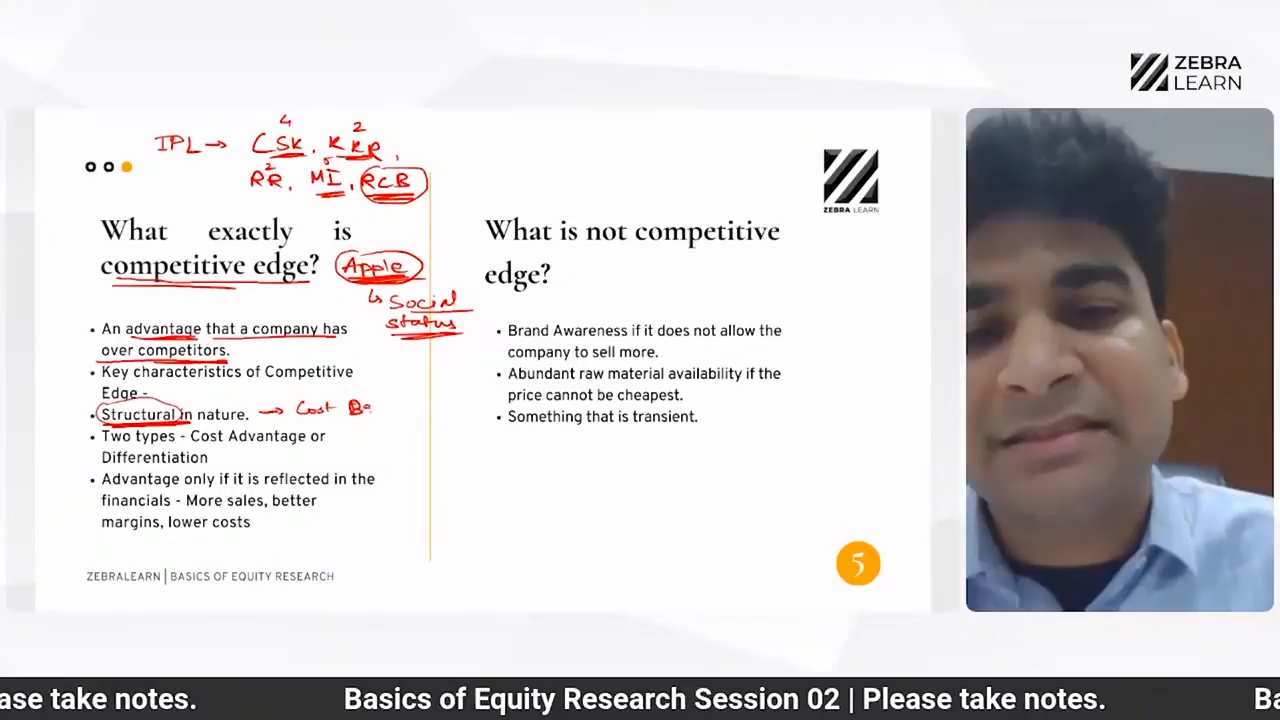 ZEBRA
LEARN
IPL → CSK 4, KKR 2,
RR 2, MI 5, RCB
ZEBRA LEARN
What exactly is
competitive edge?
Apple
↳ Social
status
• An advantage that a company has
over competitors.
• Key characteristics of Competitive
Edge -
• Structural in nature. → Cost
• Two types - Cost Advantage or
Differentiation
• Advantage only if it is reflected in the
financials - More sales, better
margins, lower costs
What is not competitive
edge?
• Brand Awareness if it does not allow the
company to sell more.
• Abundant raw material availability if the
price cannot be cheapest.
• Something that is transient.
ZEBRALEARN | BASICS OF EQUITY RESEARCH
5
ase take notes. Basics of Equity Research Session 02 | Please take notes. Ba